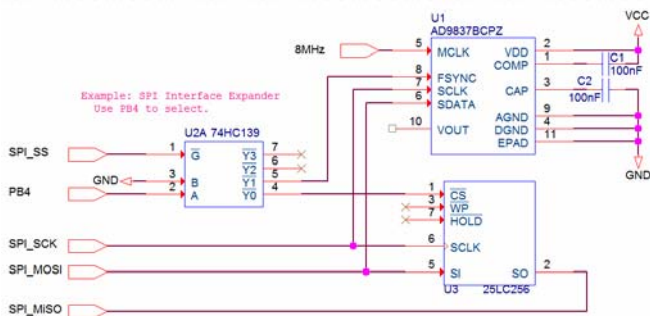 U1
AD9837BCPZ
VCC
8MHz
5 MCLK
VDD 2
COMP 1
C1
100nF
8 FSYNC
7 SCLK
6 SDATA
CAP 3
C2
100nF
10 VOUT
AGND 9
DGND 4
EPAD 11
GND
Example: SPI Interface Expander
Use PB4 to select.
U2A 74HC139
SPI_SS
1 G
Y3 7
Y2 6
GND
3 B
Y1 5
PB4
2 A
Y0 4
1 CS
3 WP
7 HOLD
SPI_SCK
6 SCLK
SPI_MOSI
5 SI
SO 2
U3 25LC256
SPI_MISO